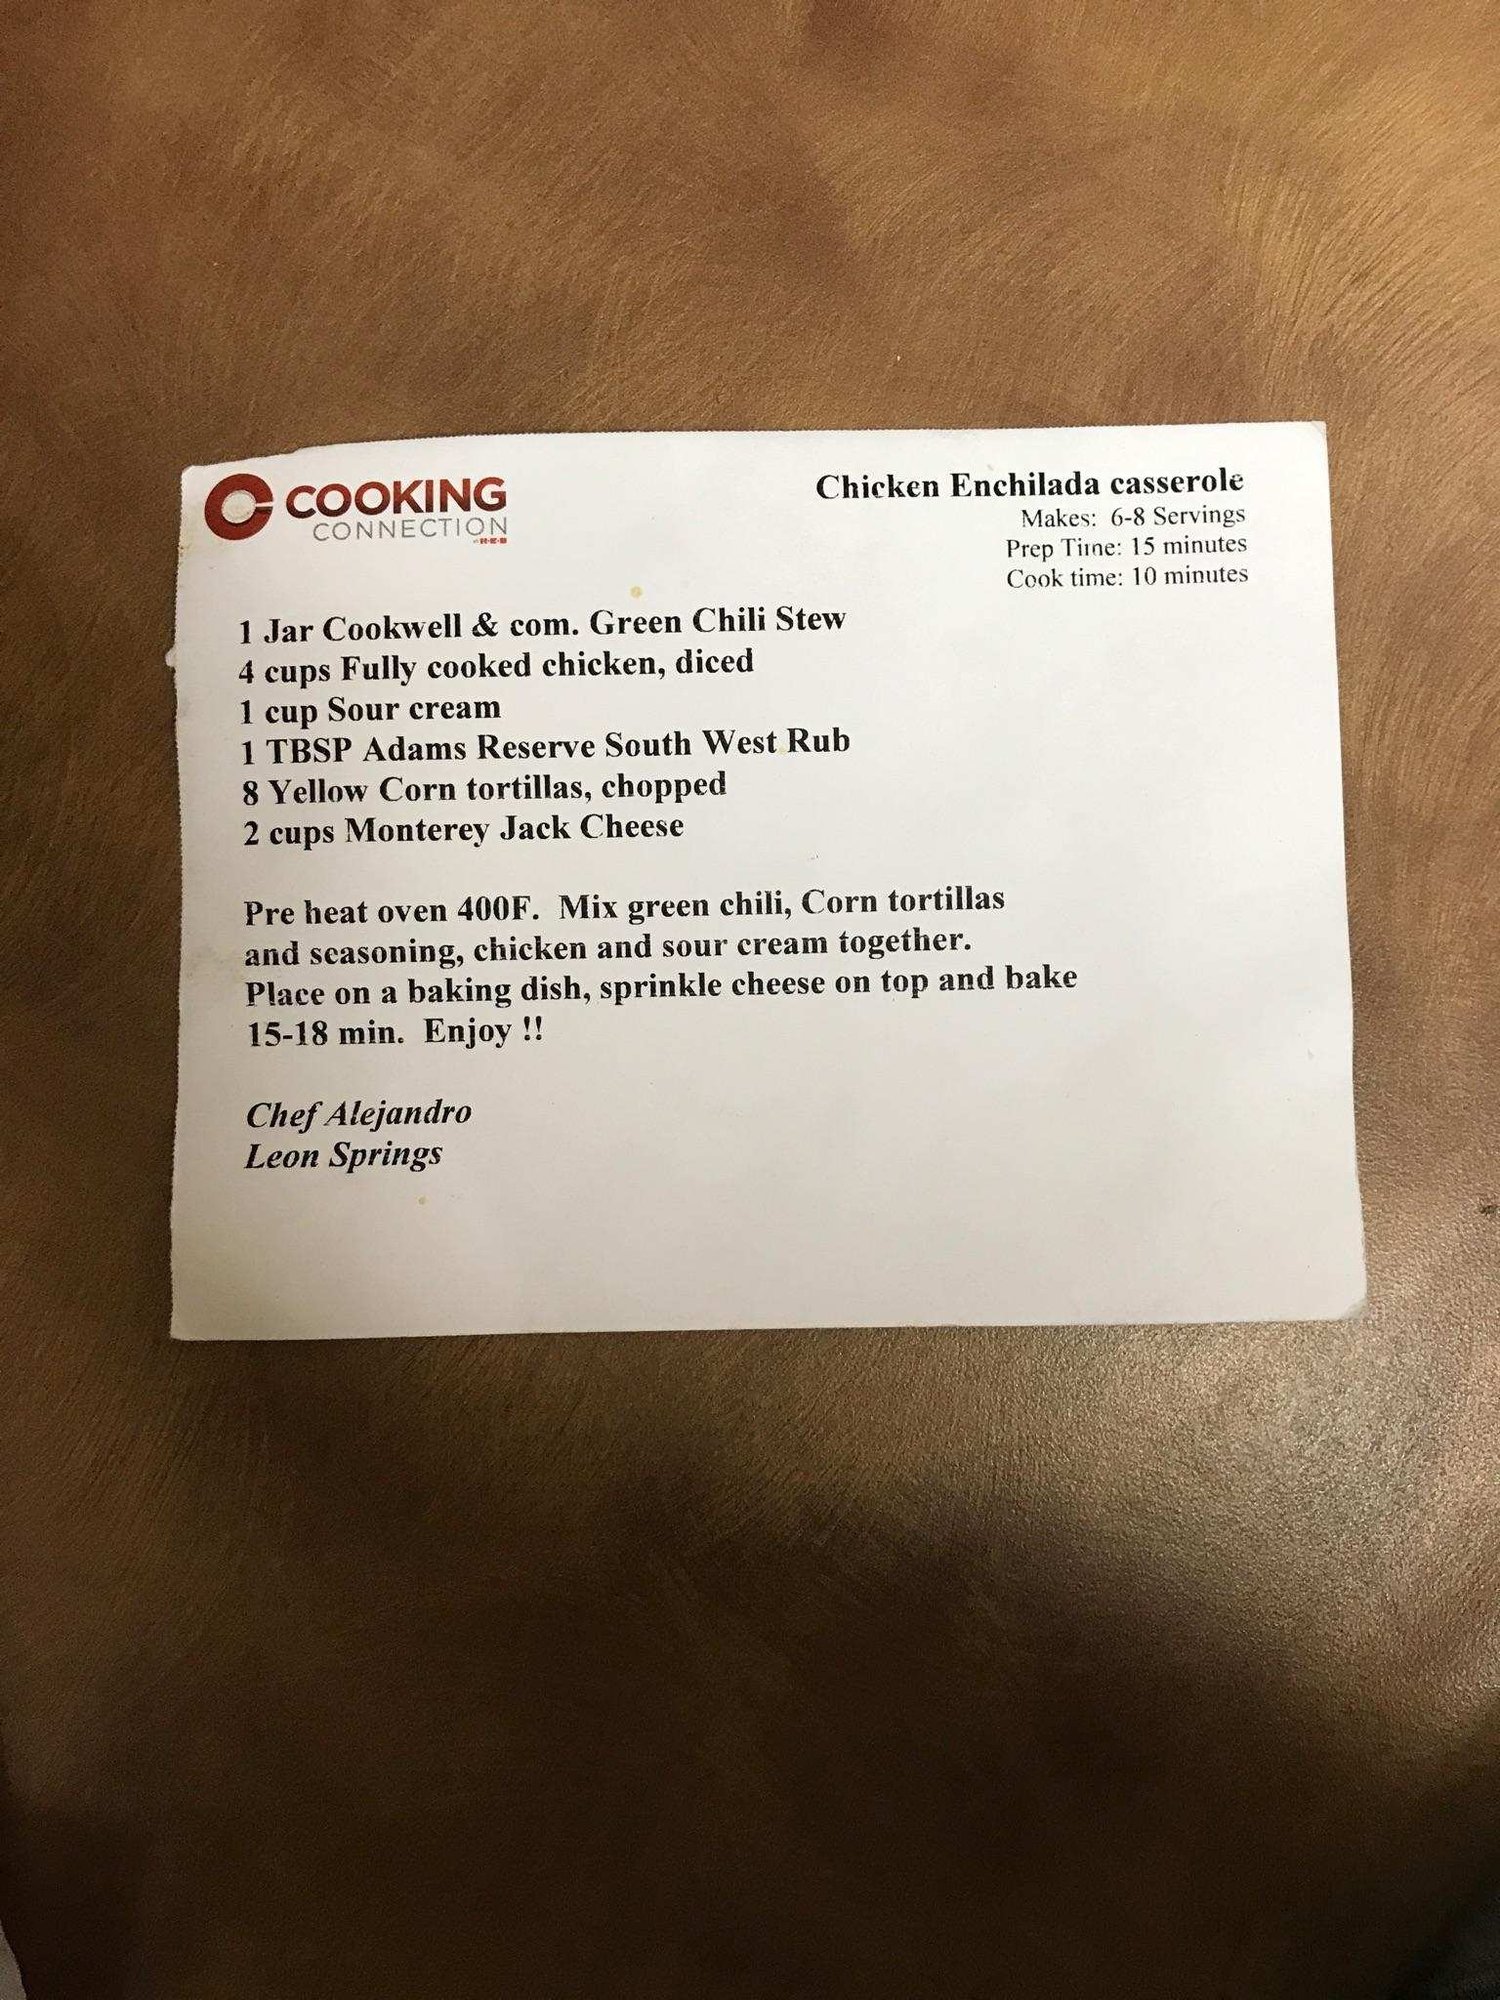 COOKING
CONNECTION
H-E-B
Chicken Enchilada casserole
Makes: 6-8 Servings
Prep Time: 15 minutes
Cook time: 10 minutes
1 Jar Cookwell & com. Green Chili Stew
4 cups Fully cooked chicken, diced
1 cup Sour cream
1 TBSP Adams Reserve South West Rub
8 Yellow Corn tortillas, chopped
2 cups Monterey Jack Cheese
Pre heat oven 400F. Mix green chili, Corn tortillas
and seasoning, chicken and sour cream together.
Place on a baking dish, sprinkle cheese on top and bake
15-18 min. Enjoy !!
Chef Alejandro
Leon Springs